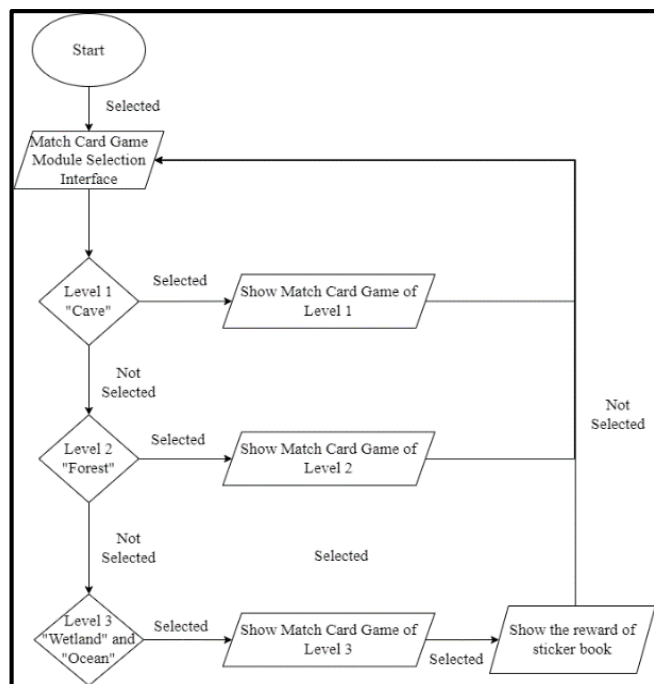 Start
Selected
Match Card Game
Module Selection
Interface
Level 1
"Cave"
Selected
Show Match Card Game of
Level 1
Not
Selected
Not
Selected
Level 2
"Forest"
Selected
Show Match Card Game of
Level 2
Not
Selected
Selected
Level 3
"Wetland" and
"Ocean"
Selected
Show Match Card Game of
Level 3
Selected
Show the reward of
sticker book